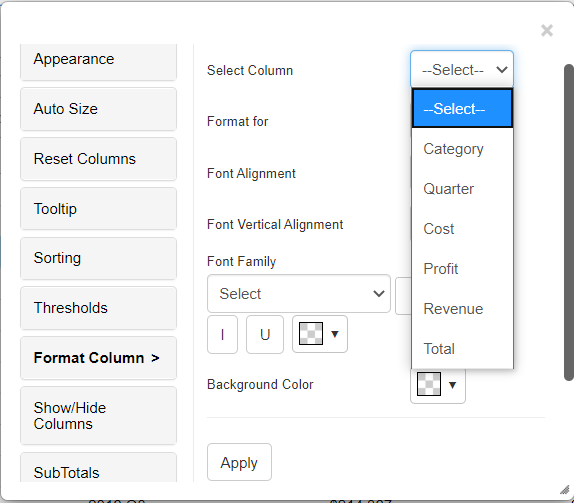 ×
Appearance
Auto Size
Reset Columns
Tooltip
Sorting
Thresholds
Format Column >
Show/Hide
Columns
SubTotals
Select Column
--Select--
--Select--
Category
Quarter
Cost
Profit
Revenue
Total
Format for
Font Alignment
Font Vertical Alignment
Font Family
Select
I
U
Background Color
Apply